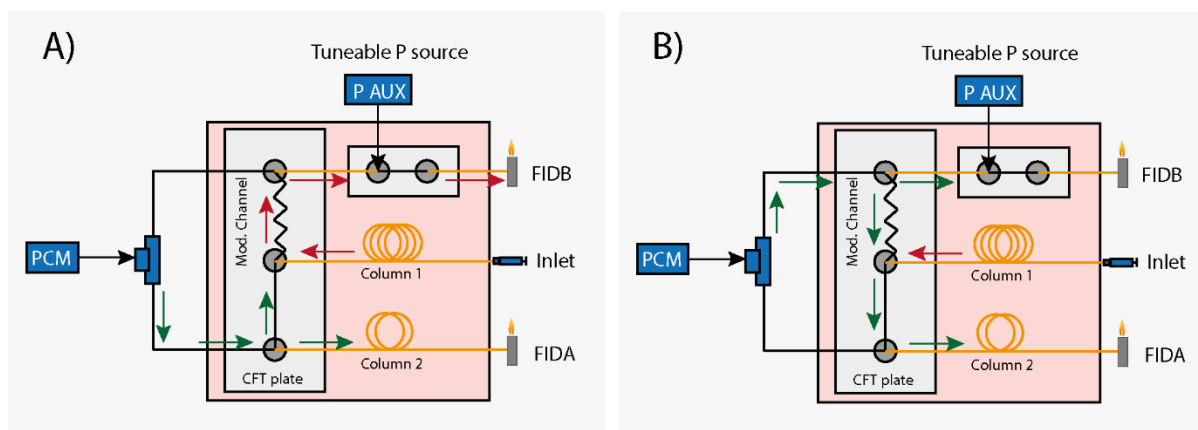 A)
Tuneable P source
P AUX
Mod. Channel
FIDB
PCM
Column 1
Inlet
Column 2
FIDA
CFT plate
B)
Tuneable P source
P AUX
Mod. Channel
FIDB
PCM
Column 1
Inlet
Column 2
FIDA
CFT plate